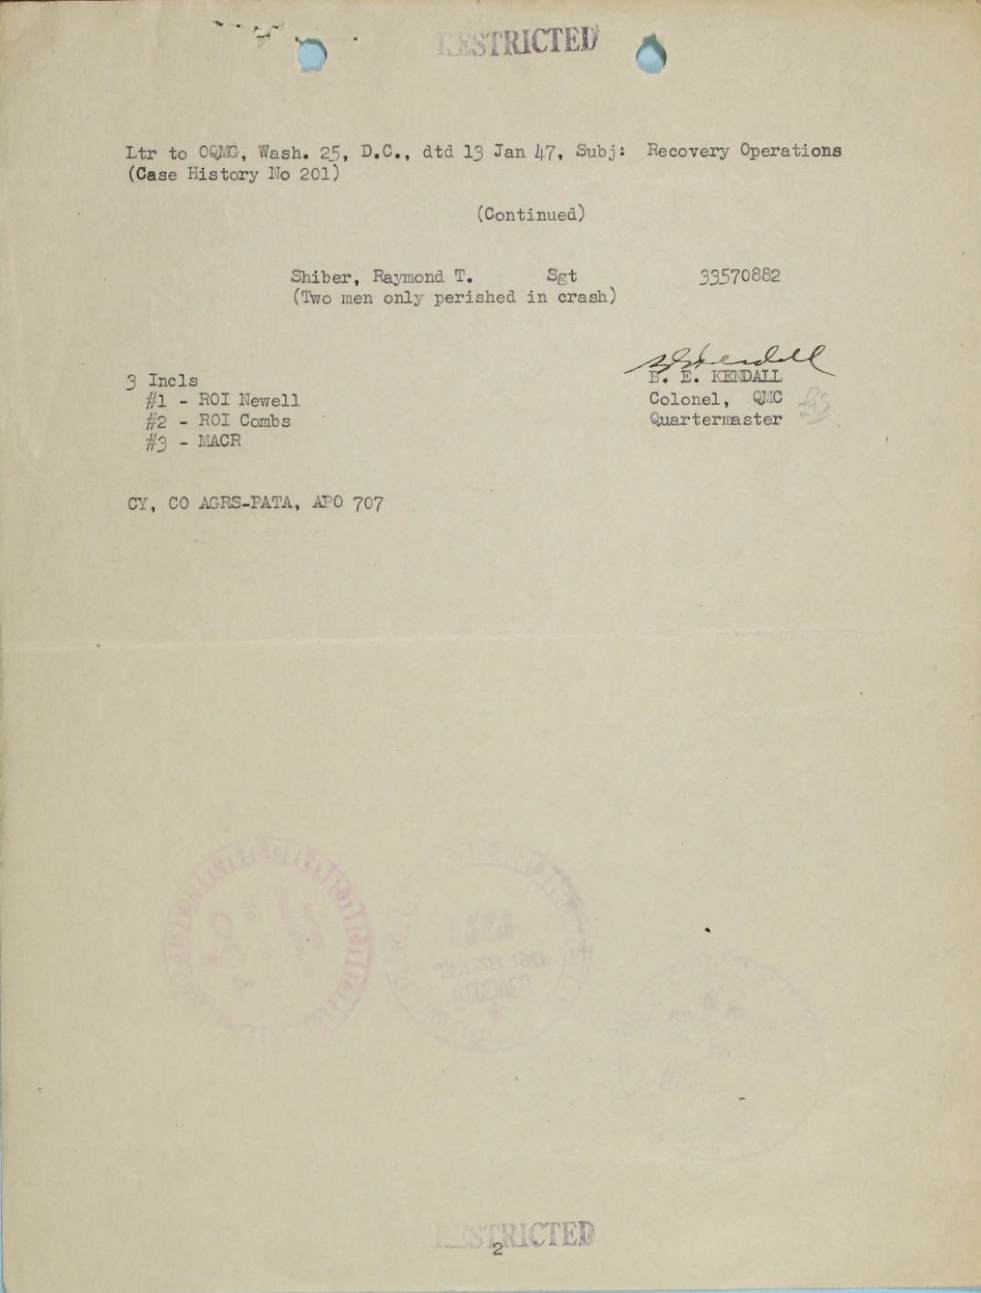 RESTRICTED
Ltr to OQMG, Wash. 25, D.C., dtd 13 Jan 47, Subj: Recovery Operations
(Case History No 201)
(Continued)
Shiber, Raymond T. Sgt 33570882
(Two men only perished in crash)
3 Incls
#1 - ROI Newell
#2 - ROI Combs
#3 - MACR
B. E. KENDALL
Colonel, QMC
Quartermaster
CY, CO AGRS-PATA, APO 707
RESTRICTED
2